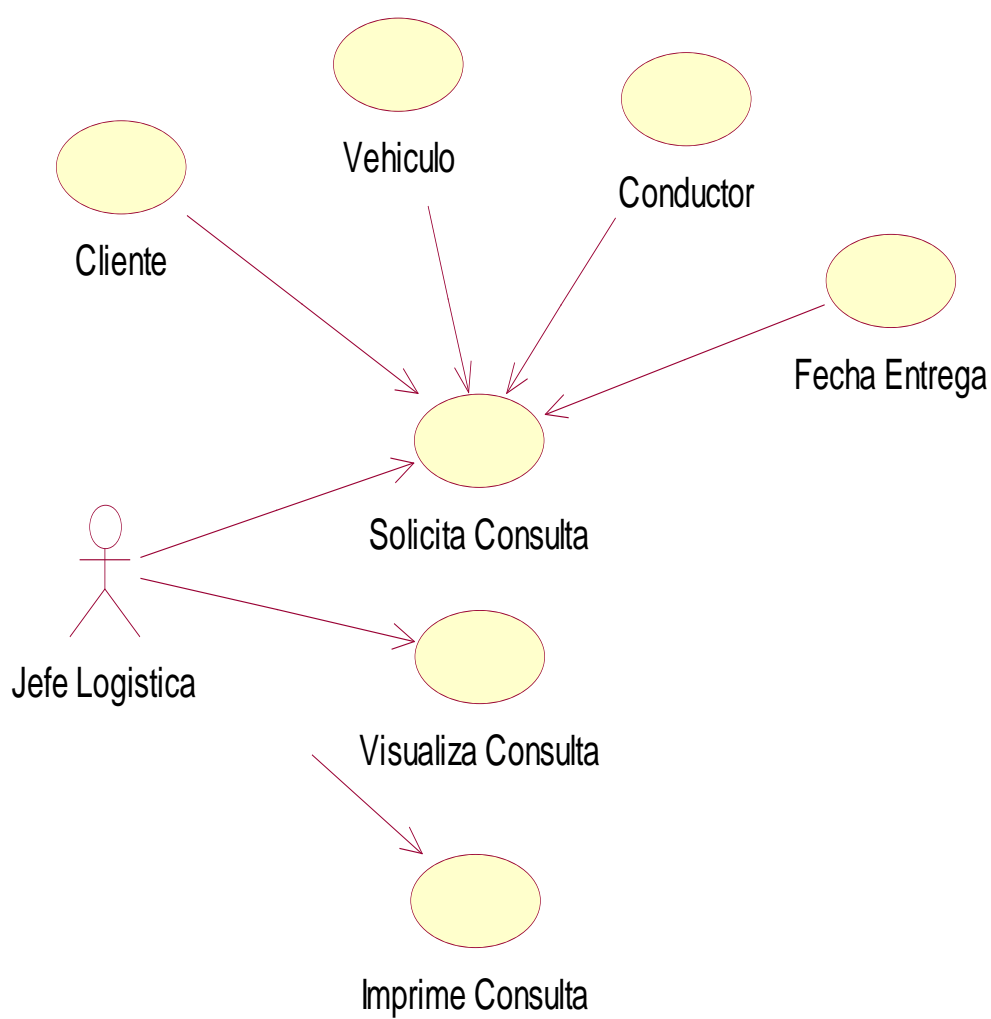 Vehiculo
Conductor
Cliente
Fecha Entrega
Solicita Consulta
Jefe Logistica
Visualiza Consulta
Imprime Consulta